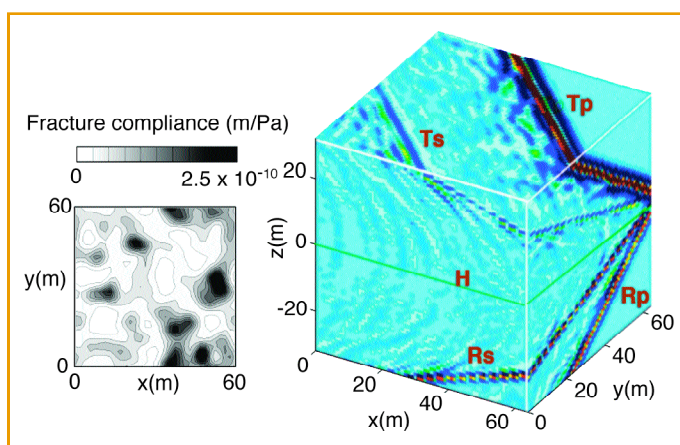 Fracture compliance (m/Pa)
0
2.5 x 10⁻¹⁰
60
y(m)
0
0
x(m)
60
Tp
Ts
20
z(m)
0
-20
H
Rp
Rs
0
20
40
60
x(m)
0
20
40
60
y(m)